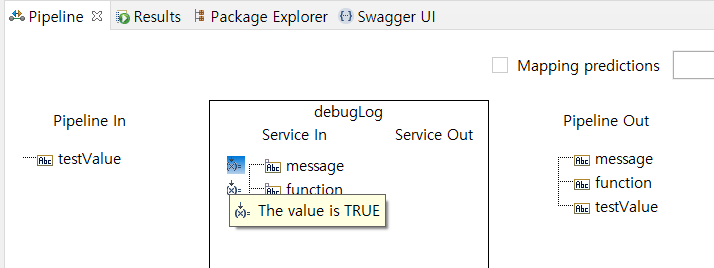 Pipeline Results Package Explorer Swagger UI
Mapping predictions
debugLog
Pipeline In Service In Service Out Pipeline Out
testValue message message
function function
The value is TRUE testValue